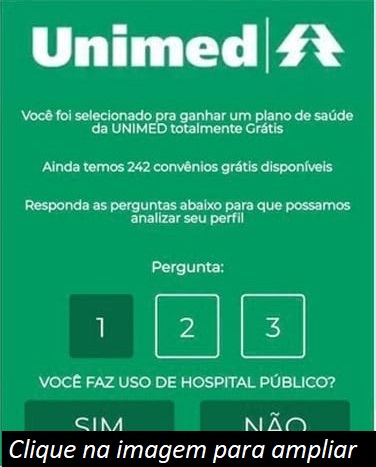 Unimed
Você foi selecionado pra ganhar um plano de saúde
da UNIMED totalmente Grátis
Ainda temos 242 convênios grátis disponíveis
Responda as perguntas abaixo para que possamos
analizar seu perfil
Pergunta:
1 2 3
VOCÊ FAZ USO DE HOSPITAL PÚBLICO?
SIM NÃO
Clique na imagem para ampliar